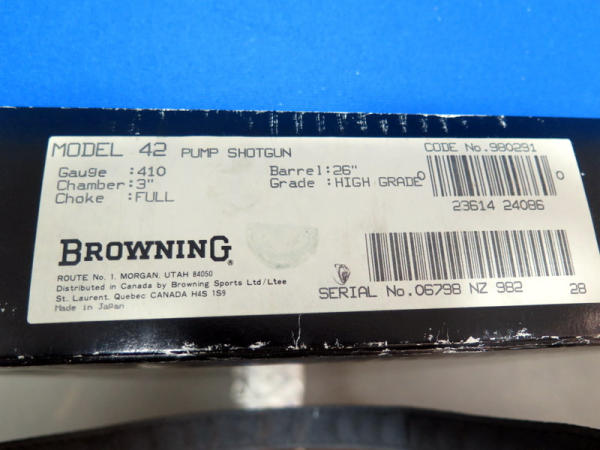 MODEL 42 PUMP SHOTGUN
CODE No.980291
Gauge :410
Barrel:26"
Chamber:3"
Grade :HIGH GRADE
Choke :FULL
0 0
23614 24086
BROWNING®
ROUTE No. 1, MORGAN, UTAH 84050
Distributed in Canada by Browning Sports Ltd/Ltee
St. Laurent, Quebec CANADA H4S 1S9
Made in Japan
SERIAL No.06798 NZ 982 28